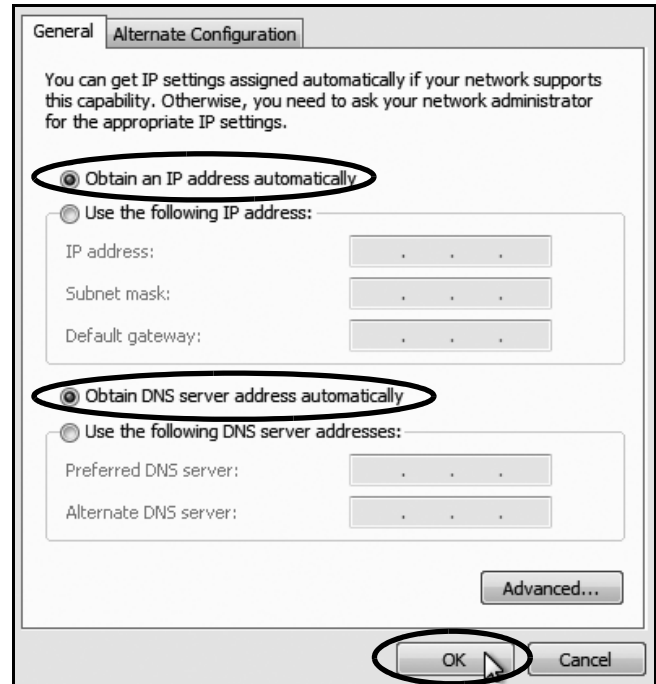 General
Alternate Configuration
You can get IP settings assigned automatically if your network supports
this capability. Otherwise, you need to ask your network administrator
for the appropriate IP settings.
Obtain an IP address automatically
Use the following IP address:
IP address:
Subnet mask:
Default gateway:
Obtain DNS server address automatically
Use the following DNS server addresses:
Preferred DNS server:
Alternate DNS server:
Advanced...
OK
Cancel